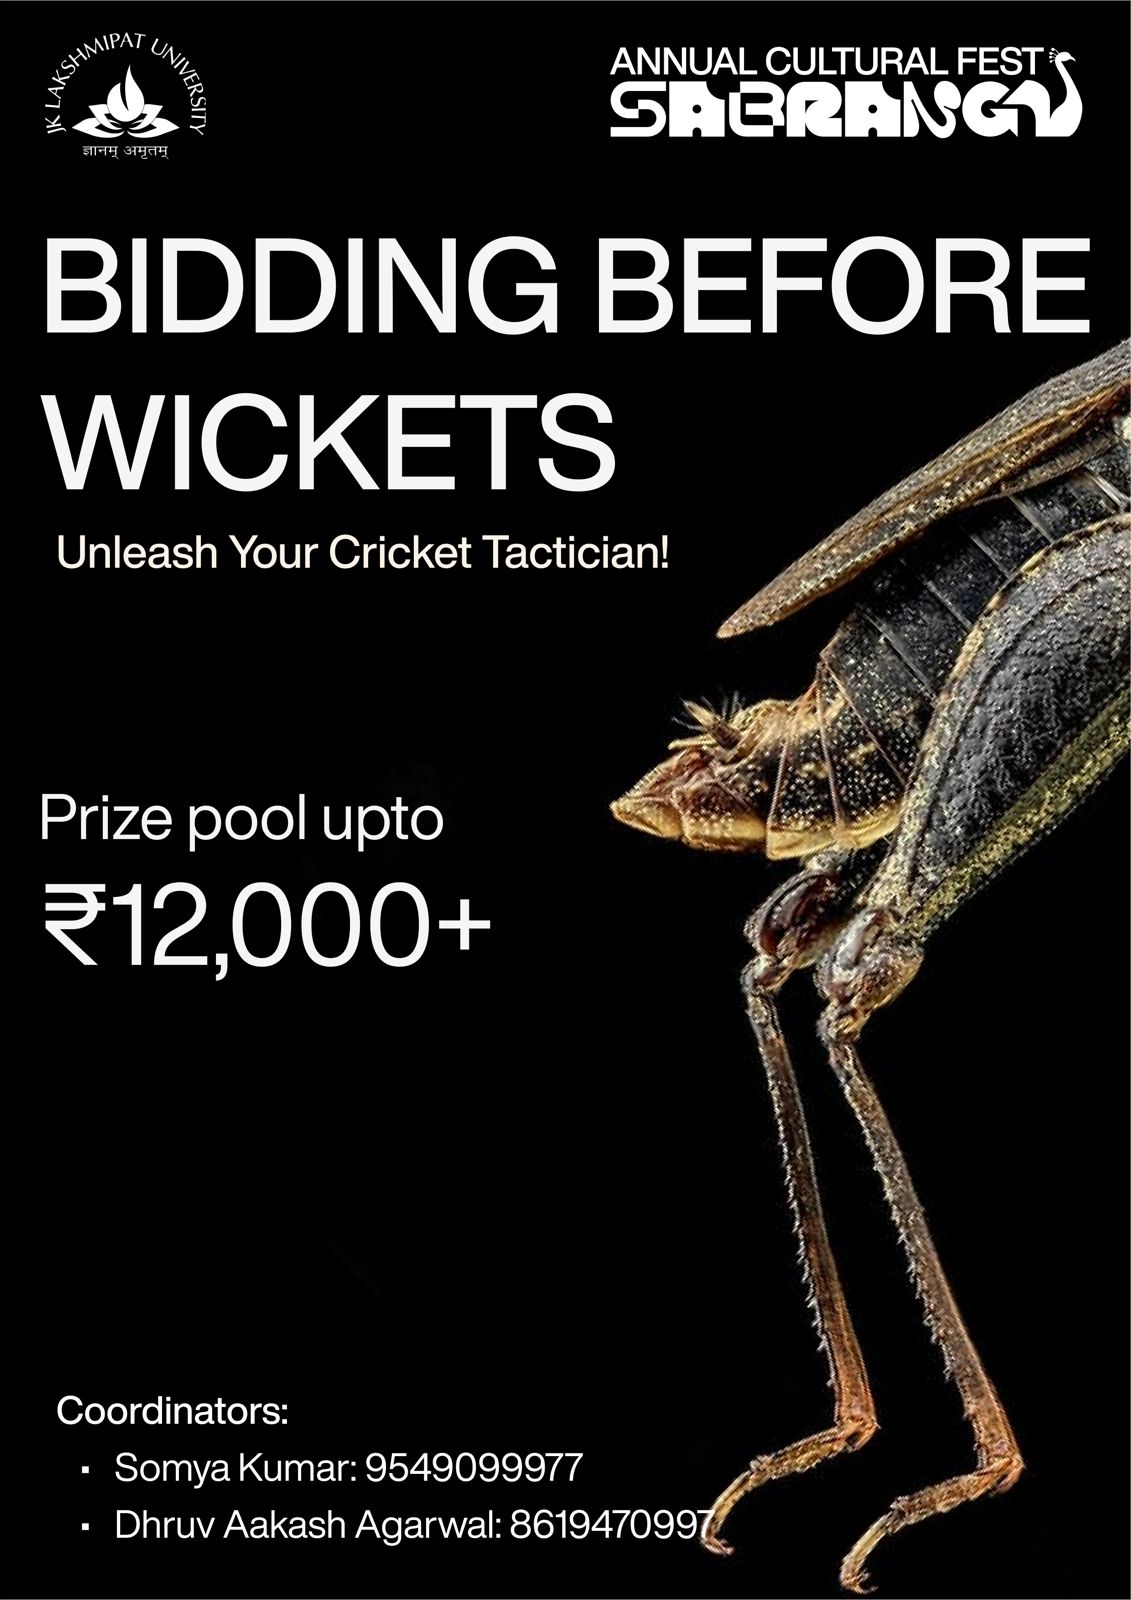 JK LAKSHMIPAT UNIVERSITY
ज्ञानम् अमृतम्
ANNUAL CULTURAL FEST
SABRANG
BIDDING BEFORE
WICKETS
Unleash Your Cricket Tactician!
Prize pool upto
₹12,000+
Coordinators:
▪ Somya Kumar: 9549099977
▪ Dhruv Aakash Agarwal: 8619470997